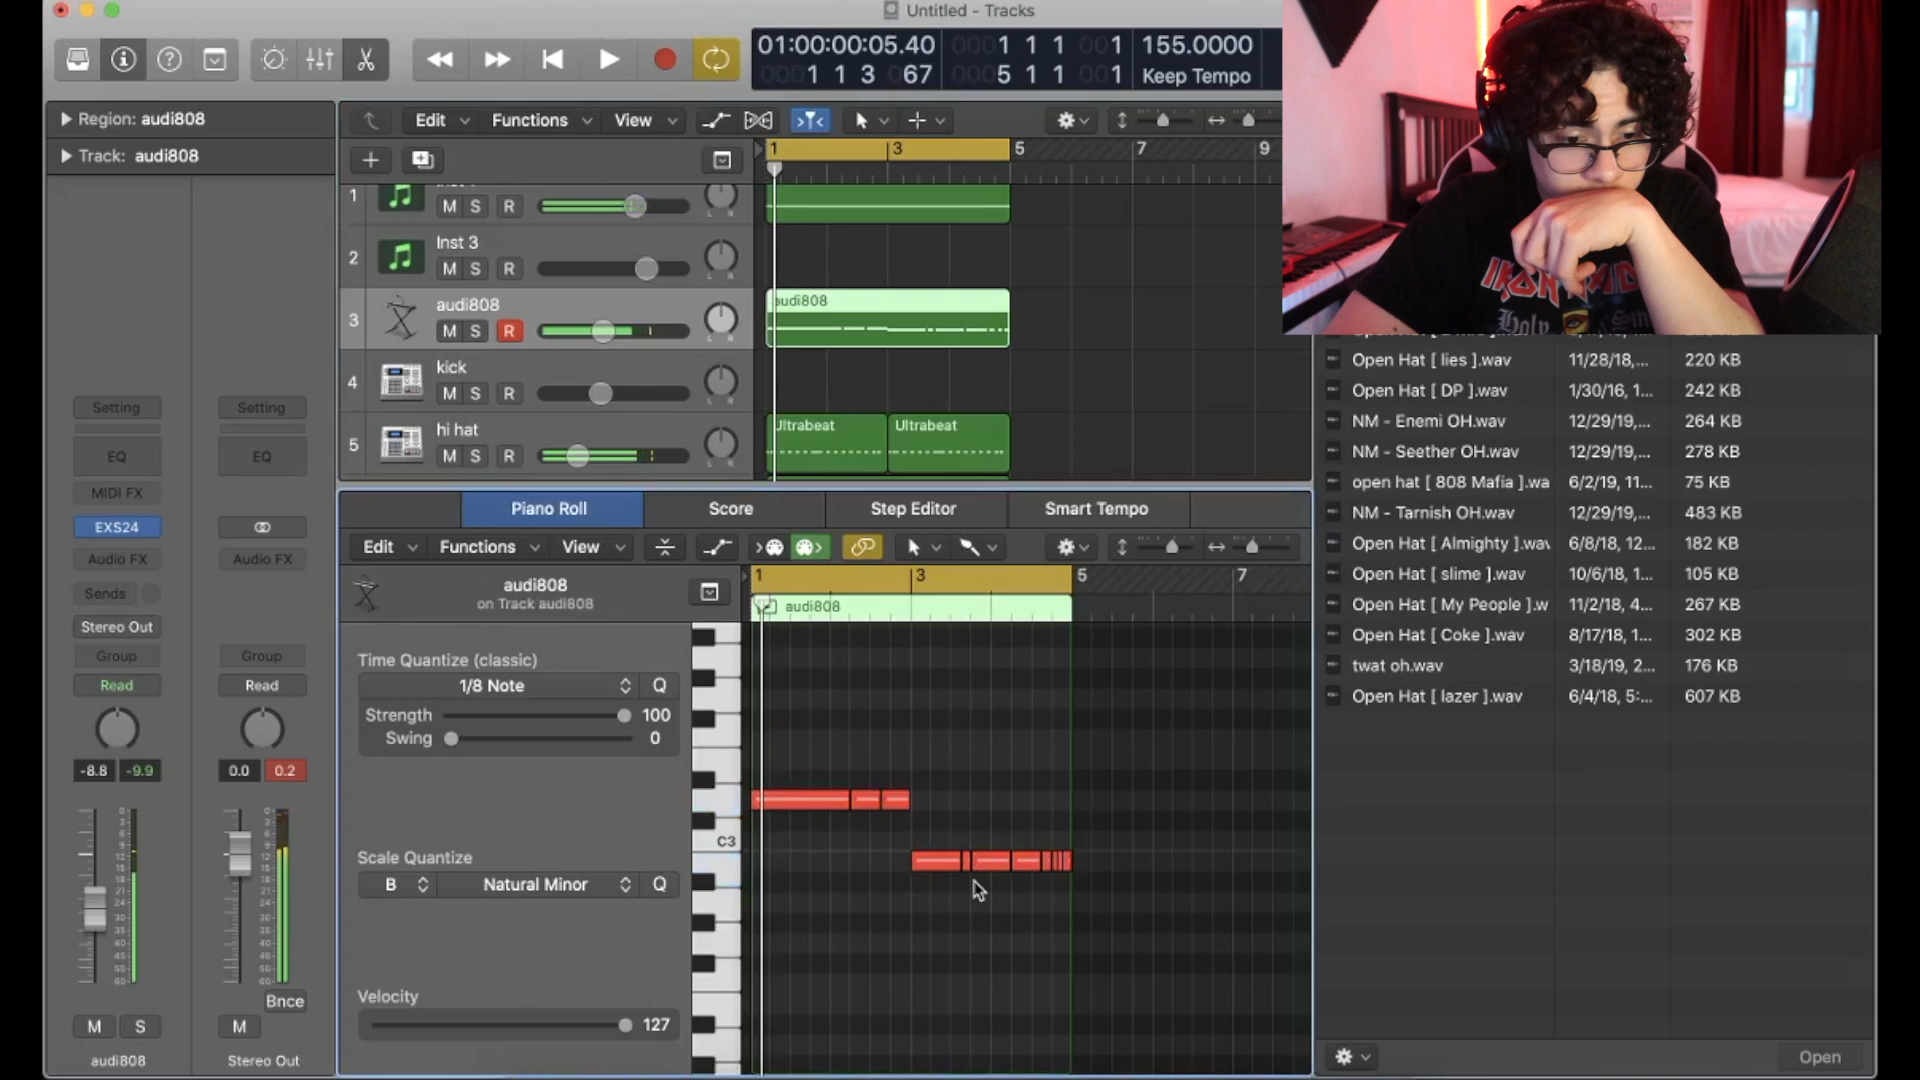 Untitled - Tracks
01:00:00:05.40
0001 1 1 001
155.0000
0001 1 3 067
0005 1 1 001
Keep Tempo
Region: audi808
Edit
Functions
View
Track: audi808
1
3
5
7
9
1
M S R
2
Inst 3
M S R
3
audi808
M S R
audi808
4
kick
M S R
5
hi hat
M S R
Ultrabeat
Ultrabeat
IRON MAIDEN
Holy Sm
Open Hat [ lies ].wav 11/28/18,... 220 KB
Open Hat [ DP ].wav 1/30/16, 1... 242 KB
NM - Enemi OH.wav 12/29/19,... 264 KB
NM - Seether OH.wav 12/29/19,... 278 KB
open hat [ 808 Mafia ].wa 6/2/19, 11... 75 KB
NM - Tarnish OH.wav 12/29/19,... 483 KB
Open Hat [ Almighty ].wav 6/8/18, 12... 182 KB
Open Hat [ slime ].wav 10/6/18, 1... 105 KB
Open Hat [ My People ].w 11/2/18, 4... 267 KB
Open Hat [ Coke ].wav 8/17/18, 1... 302 KB
twat oh.wav 3/18/19, 2... 176 KB
Open Hat [ lazer ].wav 6/4/18, 5:... 607 KB
Open
Setting
Setting
EQ
EQ
MIDI FX
EXS24
Audio FX
Audio FX
Sends
Stereo Out
Group
Group
Read
Read
-8.8 -9.9
0.0 0.2
Bnce
M S
M
audi808
Stereo Out
Piano Roll
Score
Step Editor
Smart Tempo
Edit
Functions
View
audi808
on Track audi808
1
3
5
7
audi808
Time Quantize (classic)
1/8 Note
Q
Strength
100
Swing
0
C3
Scale Quantize
B
Natural Minor
Q
Velocity
127